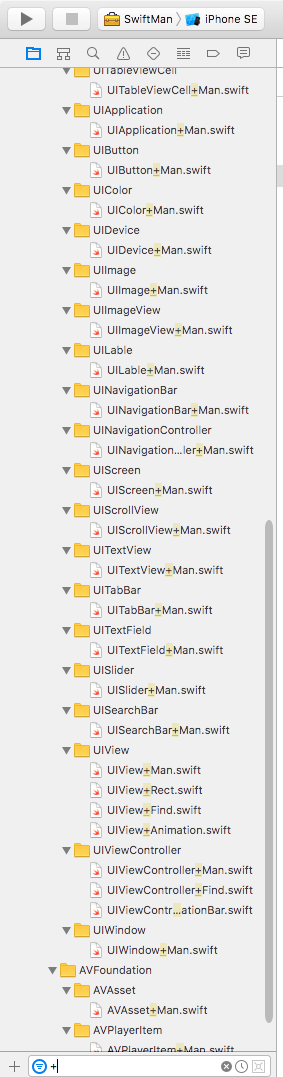 SwiftMan iPhone SE
UITableViewCell
UITableViewCell+Man.swift
UIApplication
UIApplication+Man.swift
UIButton
UIButton+Man.swift
UIColor
UIColor+Man.swift
UIDevice
UIDevice+Man.swift
UIImage
UIImage+Man.swift
UIImageView
UIImageView+Man.swift
UILable
UILable+Man.swift
UINavigationBar
UINavigationBar+Man.swift
UINavigationController
UINavigation...ler+Man.swift
UIScreen
UIScreen+Man.swift
UIScrollView
UIScrollView+Man.swift
UITextView
UITextView+Man.swift
UITabBar
UITabBar+Man.swift
UITextField
UITextField+Man.swift
UISlider
UISlider+Man.swift
UISearchBar
UISearchBar+Man.swift
UIView
UIView+Man.swift
UIView+Rect.swift
UIView+Find.swift
UIView+Animation.swift
UIViewController
UIViewController+Man.swift
UIViewController+Find.swift
UIViewContr...ationBar.swift
UIWindow
UIWindow+Man.swift
AVFoundation
AVAsset
AVAsset+Man.swift
AVPlayerItem
AVPlayerItem+Man.swift
+